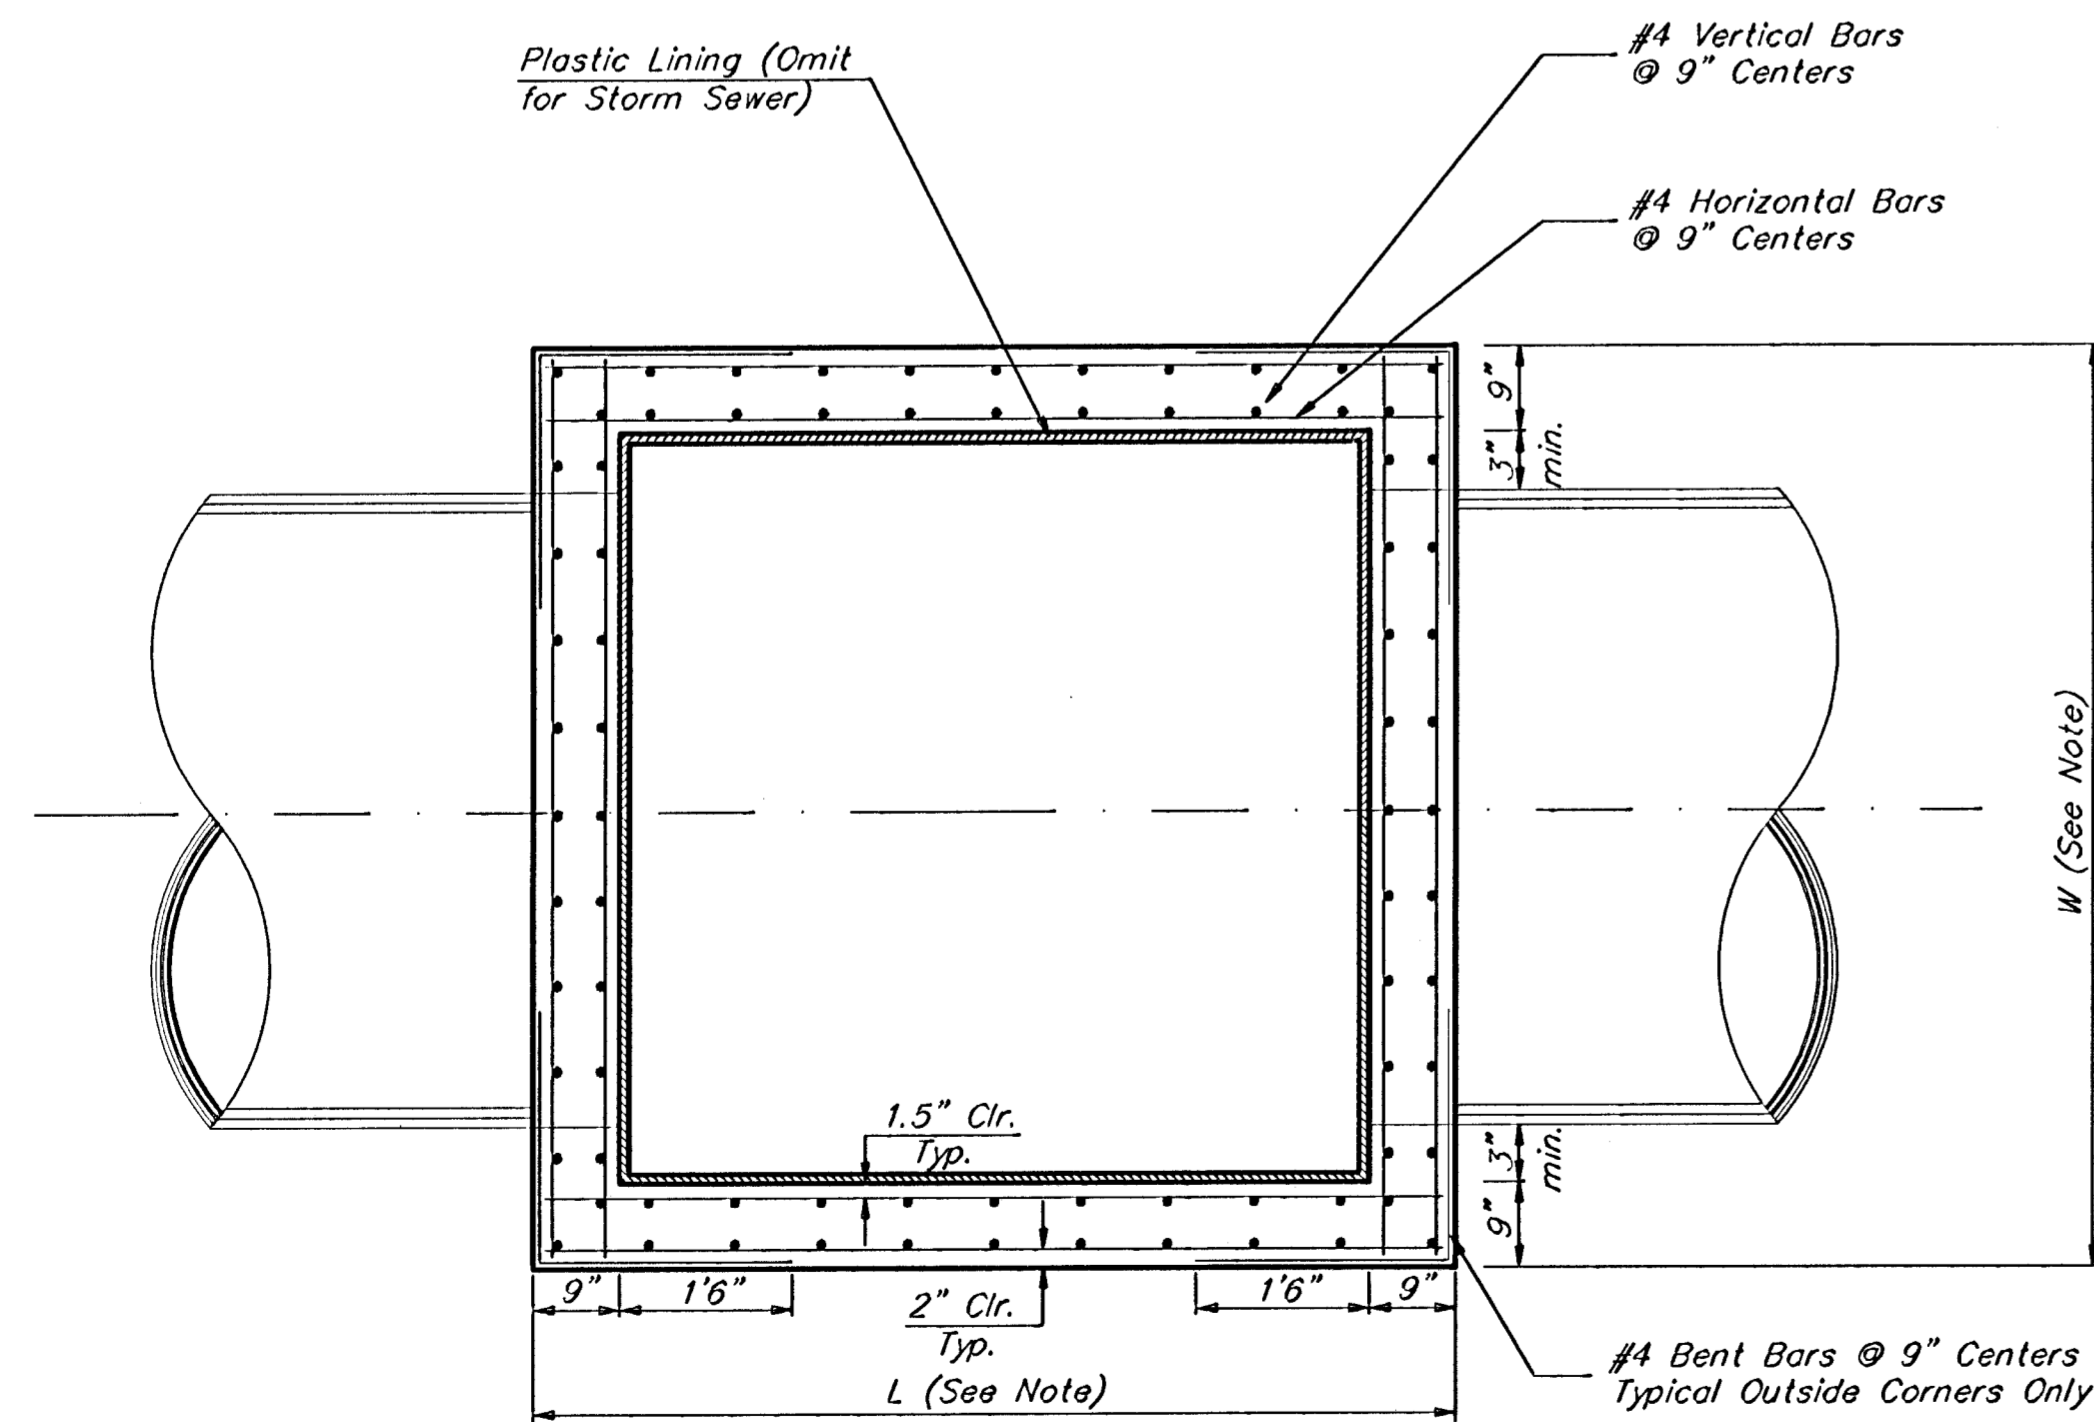 Plastic Lining (Omit
for Storm Sewer)
#4 Vertical Bars
@ 9" Centers
#4 Horizontal Bars
@ 9" Centers
9"
3"
min.
W (See Note)
1.5" Clr.
Typ.
3"
min.
9"
9"
1'6"
2" Clr.
Typ.
1'6"
9"
L (See Note)
#4 Bent Bars @ 9" Centers
Typical Outside Corners Only